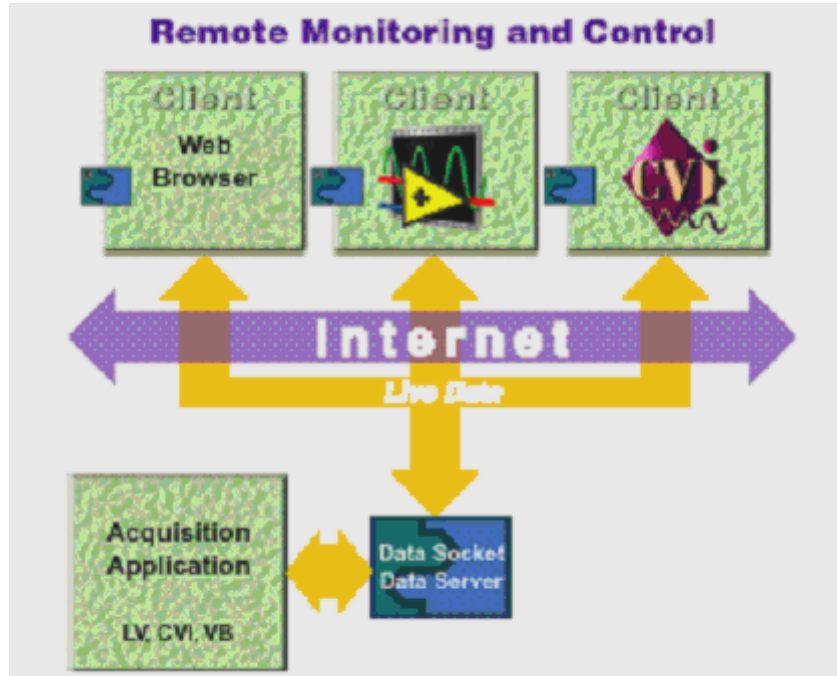 Remote Monitoring and Control
Client
Client
Client
Web
Browser
CVI
Internet
Live Data
Acquisition
Application
LV, CVI, VB
Data Socket
Data Server